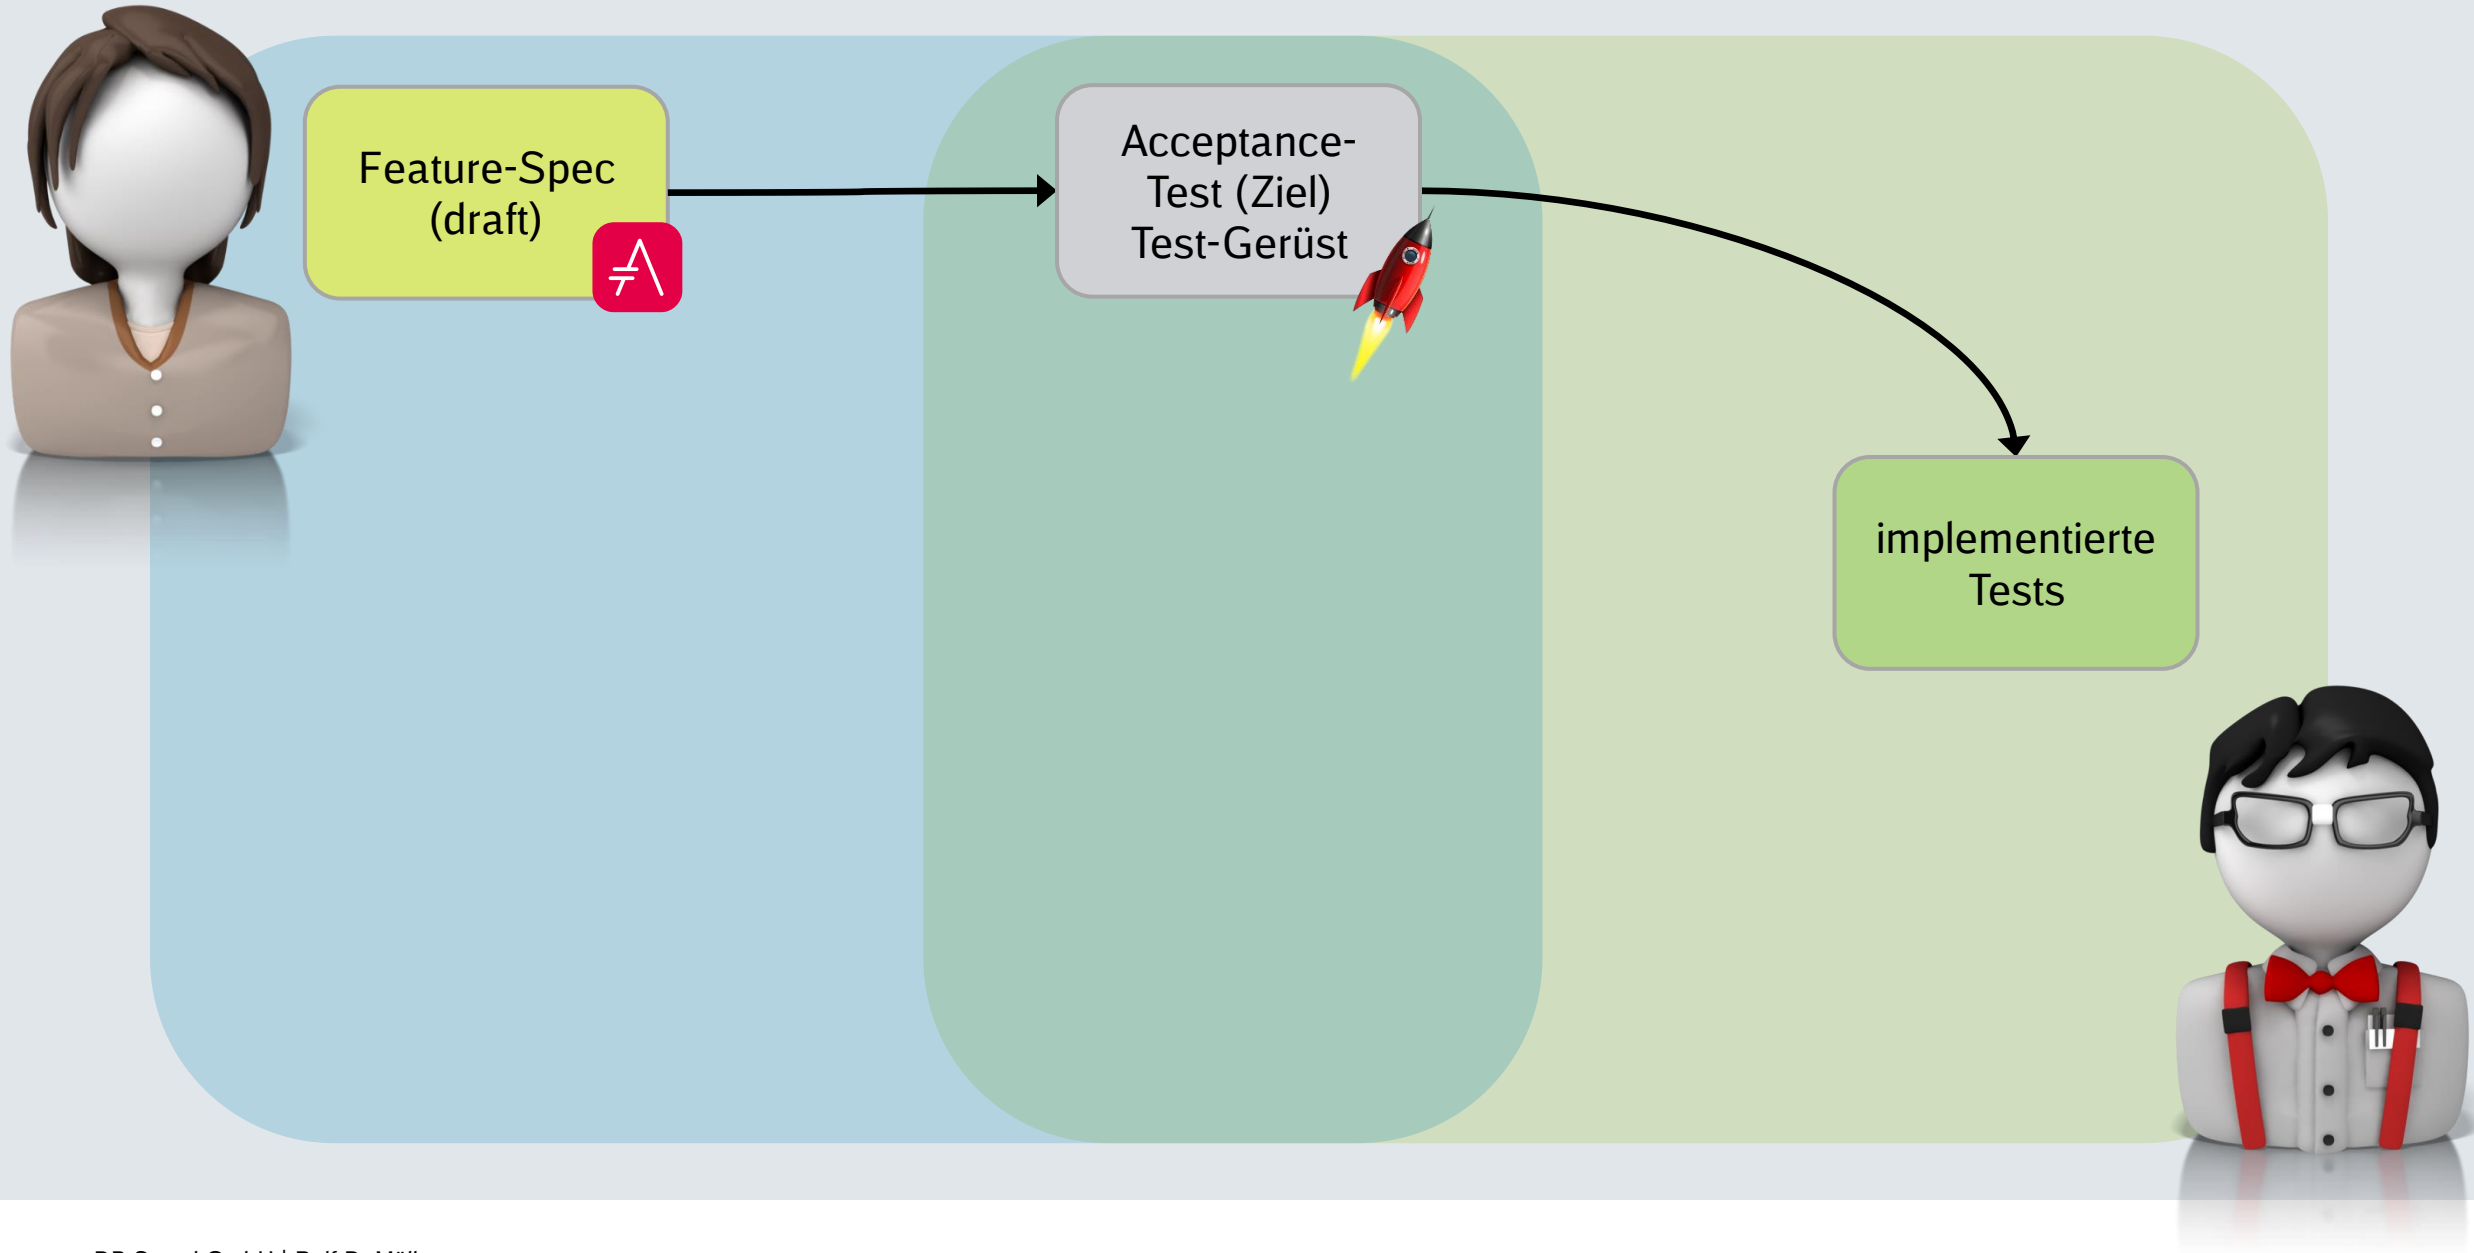 Feature-Spec
(draft)
Acceptance-
Test (Ziel)
Test-Gerüst
implementierte
Tests